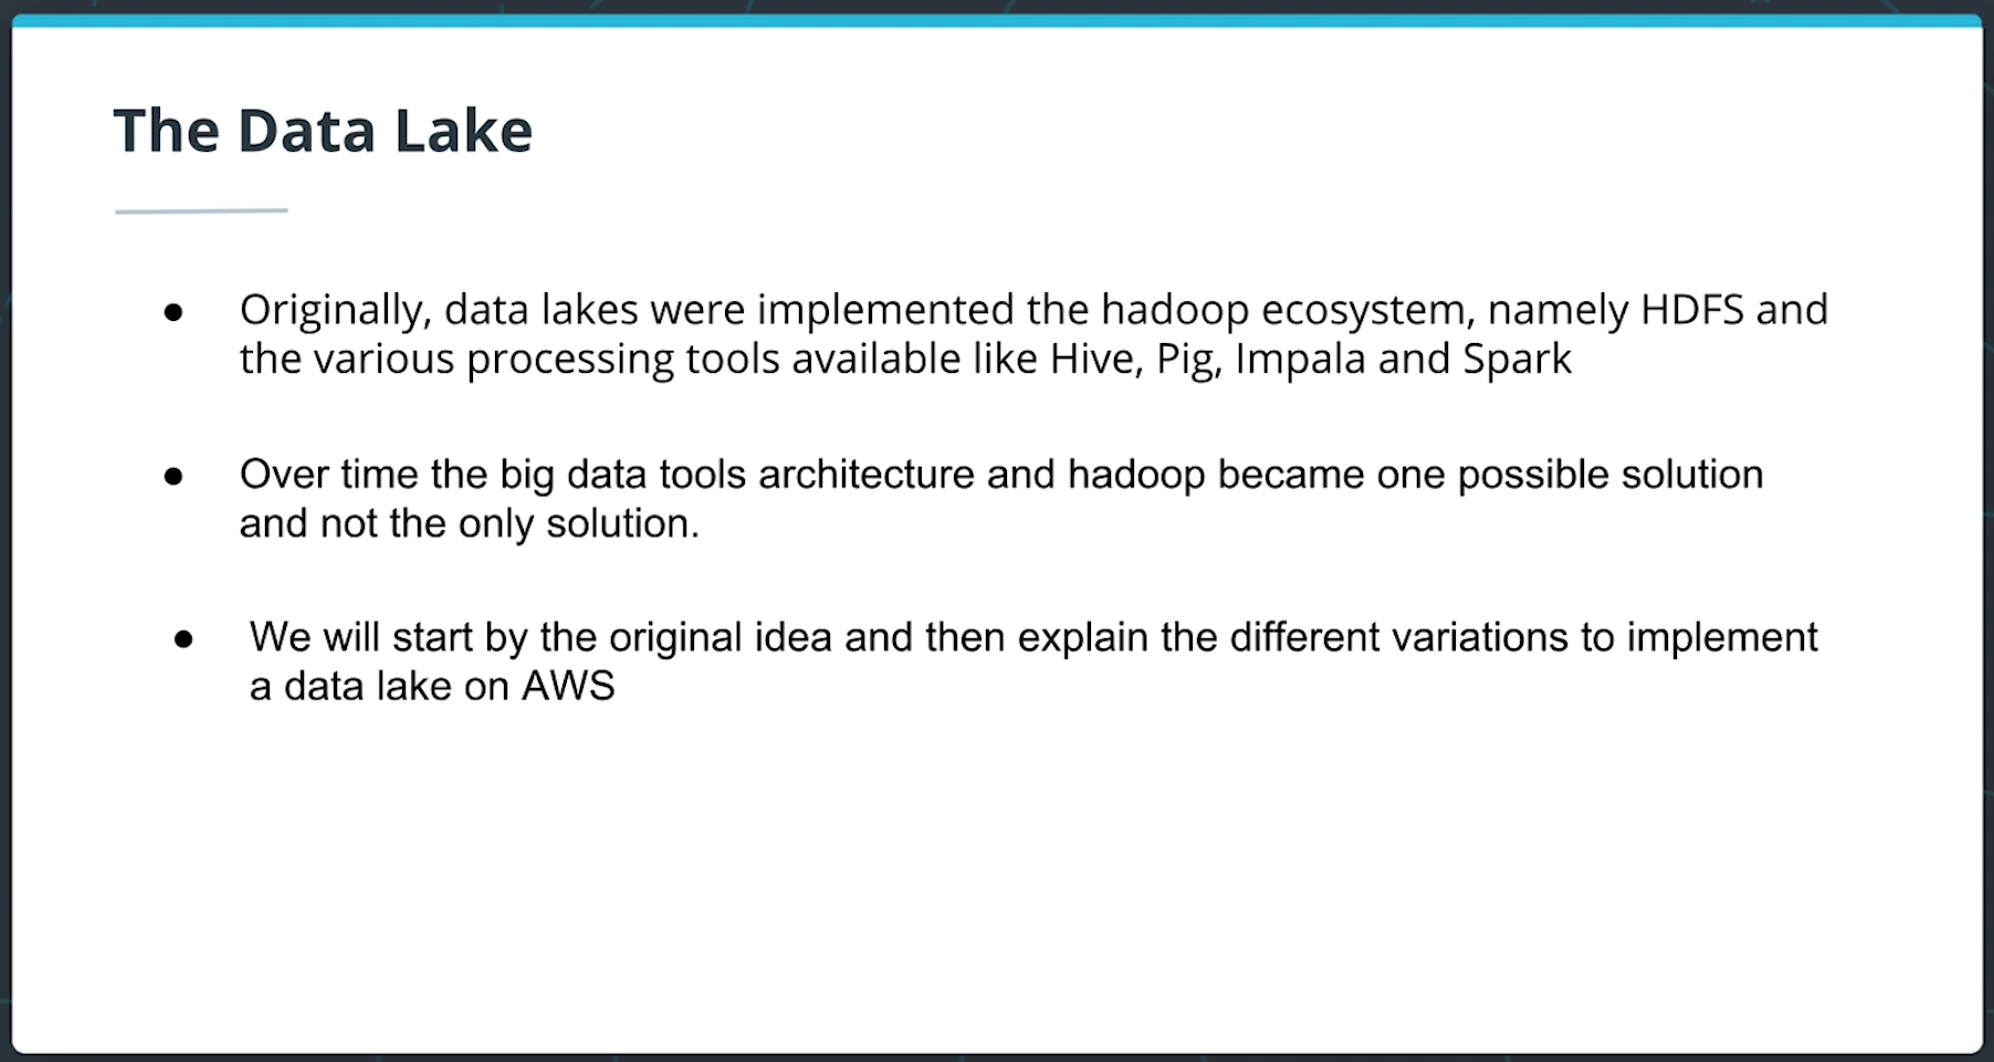 The Data Lake
● Originally, data lakes were implemented the hadoop ecosystem, namely HDFS and
the various processing tools available like Hive, Pig, Impala and Spark
● Over time the big data tools architecture and hadoop became one possible solution
and not the only solution.
● We will start by the original idea and then explain the different variations to implement
a data lake on AWS